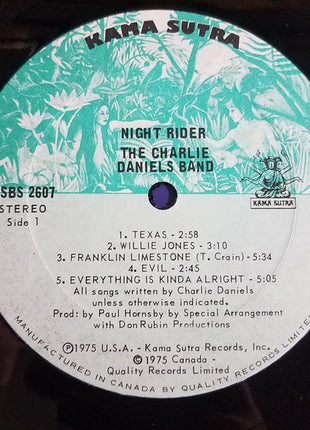 KAMA SUTRA
NIGHT RIDER
THE CHARLIE
DANIELS BAND
SBS 2607
STEREO
Side 1
KAMA SUTRA
1. TEXAS - 2:58
2. WILLIE JONES - 3:10
3. FRANKLIN LIMESTONE (T. Crain) - 5:34
4. EVIL - 2:45
5. EVERYTHING IS KINDA ALRIGHT - 5:05
All songs written by Charlie Daniels
unless otherwise indicated.
Prod: by Paul Hornsby by Special Arrangement
with Don Rubin Productions
Ⓟ1975 U.S.A. - Kama Sutra Records, Inc.
©1975 Canada -
Quality Records Limited
MANUFACTURED IN CANADA BY QUALITY RECORDS LIMITED